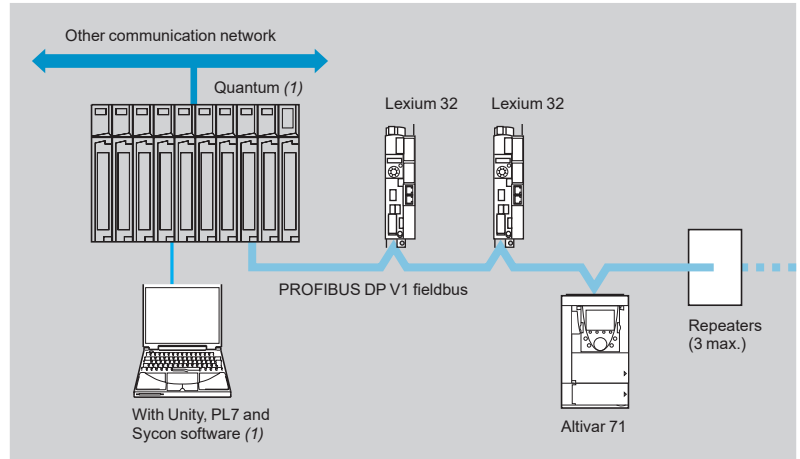 Other communication network
Quantum (1)
Lexium 32
Lexium 32
PROFIBUS DP V1 fieldbus
Repeaters
(3 max.)
With Unity, PL7 and
Sycon software (1)
Altivar 71